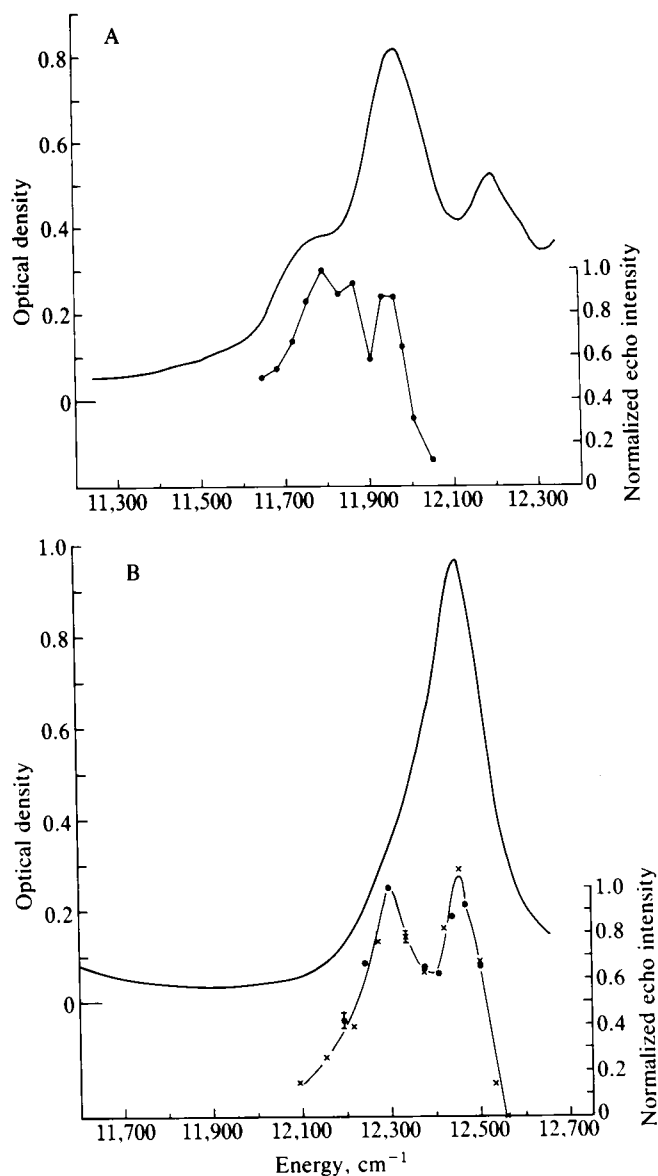 A
Optical density
0.8
0.6
0.4
0.2
0
Normalized echo intensity
1.0
0.8
0.6
0.4
0.2
0
11,300 11,500 11,700 11,900 12,100 12,300
B
Optical density
1.0
0.8
0.6
0.4
0.2
0
Normalized echo intensity
1.0
0.8
0.6
0.4
0.2
0
11,700 11,900 12,100 12,300 12,500 12,700
Energy, cm⁻¹